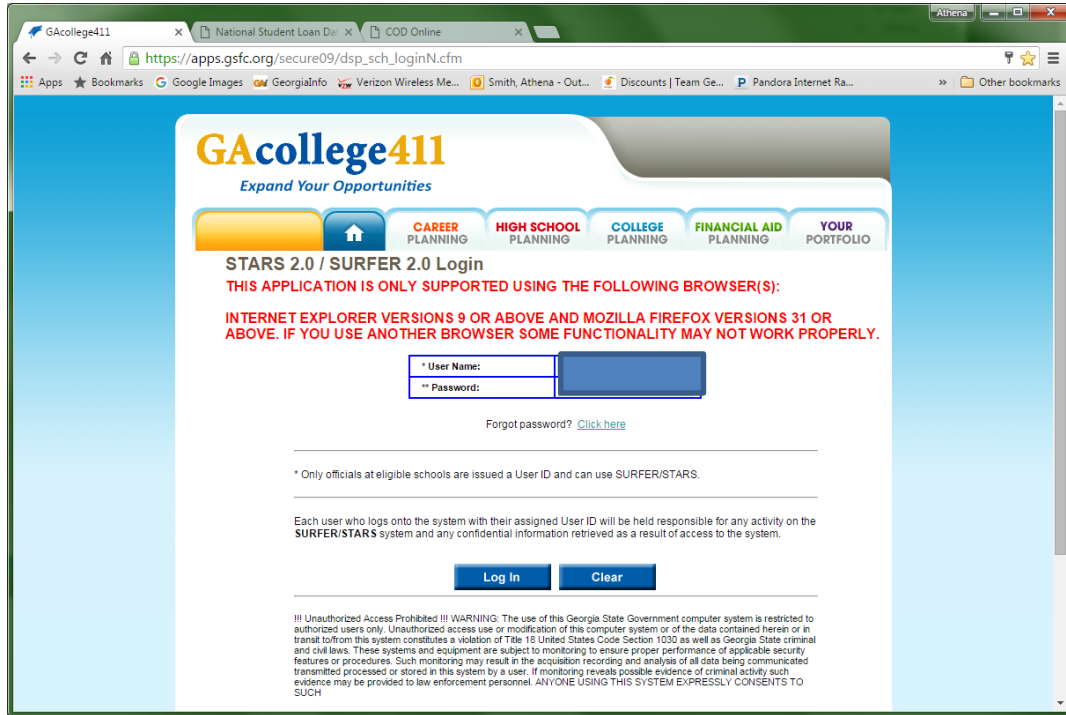 Athena
GAcollege411
National Student Loan Da
COD Online
https://apps.gsfc.org/secure09/dsp_sch_loginN.cfm
Apps Bookmarks Google Images GeorgiaInfo Verizon Wireless Me... Smith, Athena - Out... Discounts | Team Ge... Pandora Internet Ra... » Other bookmarks
GAcollege411
Expand Your Opportunities
CAREER PLANNING
HIGH SCHOOL PLANNING
COLLEGE PLANNING
FINANCIAL AID PLANNING
YOUR PORTFOLIO
STARS 2.0 / SURFER 2.0 Login
THIS APPLICATION IS ONLY SUPPORTED USING THE FOLLOWING BROWSER(S):
INTERNET EXPLORER VERSIONS 9 OR ABOVE AND MOZILLA FIREFOX VERSIONS 31 OR
ABOVE. IF YOU USE ANOTHER BROWSER SOME FUNCTIONALITY MAY NOT WORK PROPERLY.
* User Name:
** Password:
Forgot password? Click here
* Only officials at eligible schools are issued a User ID and can use SURFER/STARS.
Each user who logs onto the system with their assigned User ID will be held responsible for any activity on the
SURFER/STARS system and any confidential information retrieved as a result of access to the system.
Log In Clear
!!! Unauthorized Access Prohibited !!! WARNING: The use of this Georgia State Government computer system is restricted to
authorized users only. Unauthorized access use or modification of this computer system or of the data contained herein or in
transit to/from this system constitutes a violation of Title 18 United States Code Section 1030 as well as Georgia State criminal
and civil laws. These systems and equipment are subject to monitoring to ensure proper performance of applicable security
features or procedures. Such monitoring may result in the acquisition recording and analysis of all data being communicated
transmitted processed or stored in this system by a user. If monitoring reveals possible evidence of criminal activity such
evidence may be provided to law enforcement personnel. ANYONE USING THIS SYSTEM EXPRESSLY CONSENTS TO
SUCH